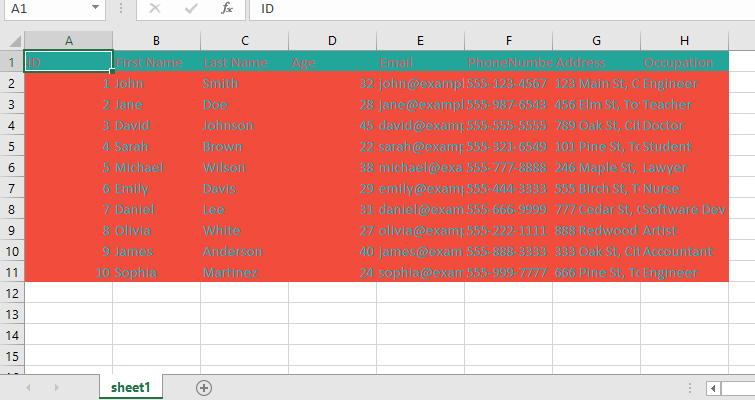 A1 fx ID
A B C D E F G H
1 ID First Name Last Name Age Email PhoneNumbe Address Occupation
2 1 John Smith 32 john@exampl 555-123-4567 123 Main St, C Engineer
3 2 Jane Doe 28 jane@exampl 555-987-6543 456 Elm St, To Teacher
4 3 David Johnson 45 david@examp 555-555-5555 789 Oak St, Cit Doctor
5 4 Sarah Brown 22 sarah@examp 555-321-6549 101 Pine St, To Student
6 5 Michael Wilson 38 michael@exa 555-777-8888 246 Maple St, Lawyer
7 6 Emily Davis 29 emily@examp 555-444-3333 555 Birch St, T Nurse
8 7 Daniel Lee 31 daniel@exam 555-666-9999 777 Cedar St, Software Dev
9 8 Olivia White 27 olivia@examp 555-222-1111 888 Redwood Artist
10 9 James Anderson 40 james@exam 555-888-3333 333 Oak St, Cit Accountant
11 10 Sophia Martinez 24 sophia@exam 555-999-7777 666 Pine St, To Engineer
12
13
14
15
sheet1